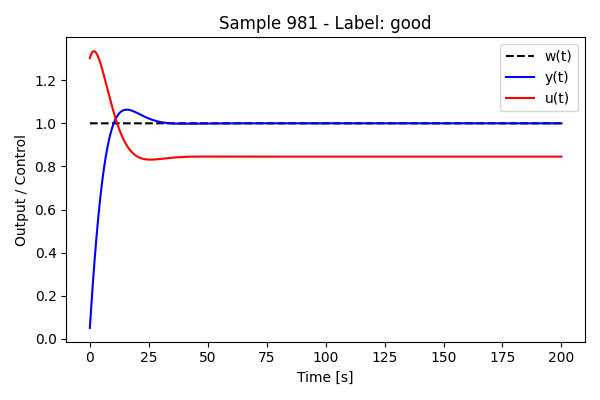 Sample 981 - Label: good
Output / Control
1.2
1.0
0.8
0.6
0.4
0.2
0.0
w(t)
y(t)
u(t)
0 25 50 75 100 125 150 175 200
Time [s]